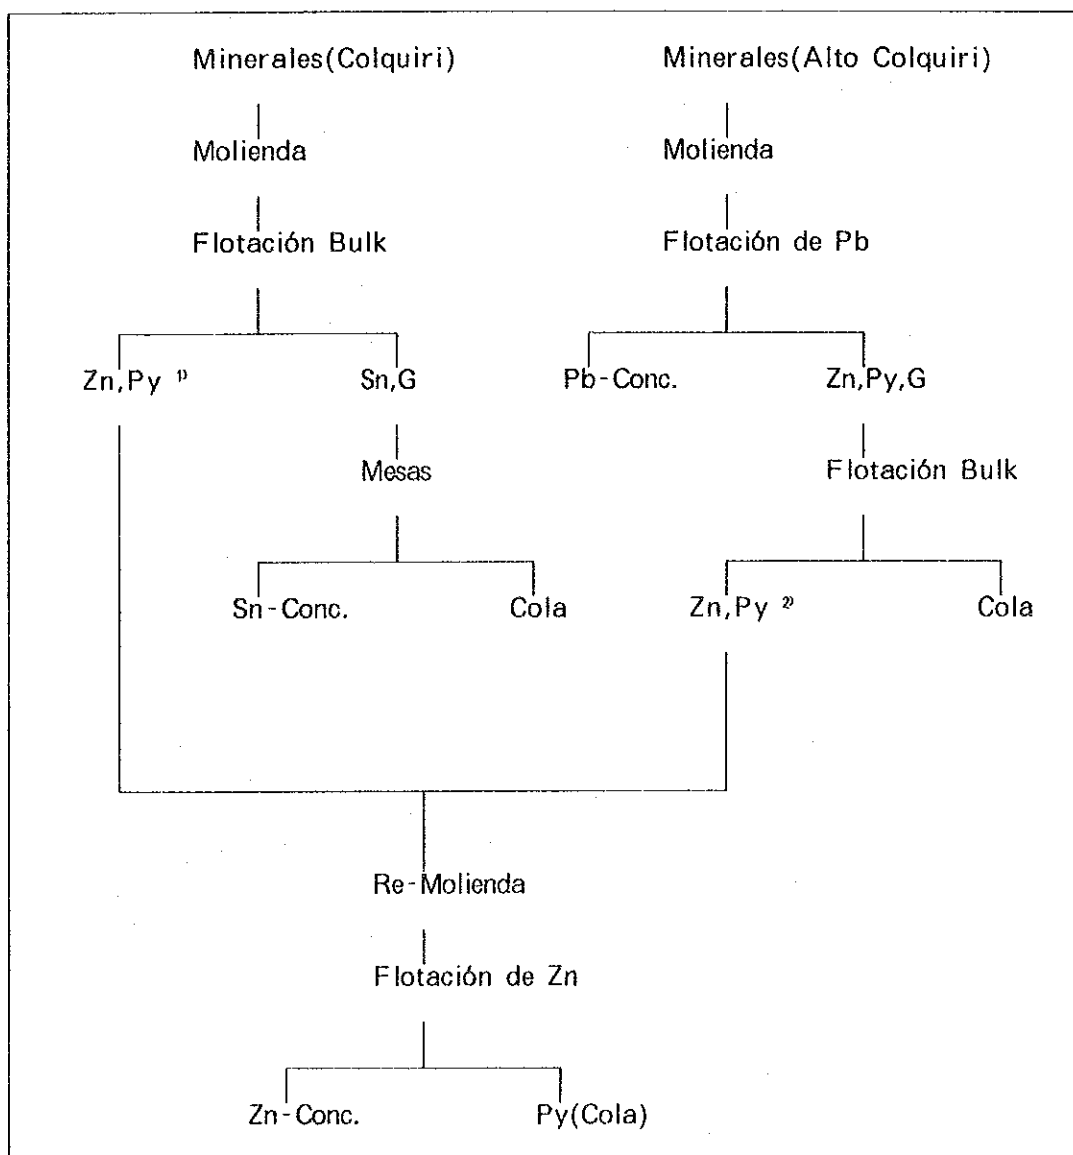 Minerales(Colquiri) Minerales(Alto Colquiri)
Molienda Molienda
Flotación Bulk Flotación de Pb
Zn,Py 1) Sn,G Pb-Conc. Zn,Py,G
Mesas Flotación Bulk
Sn-Conc. Cola Zn,Py 2) Cola
Re-Molienda
Flotación de Zn
Zn-Conc. Py(Cola)